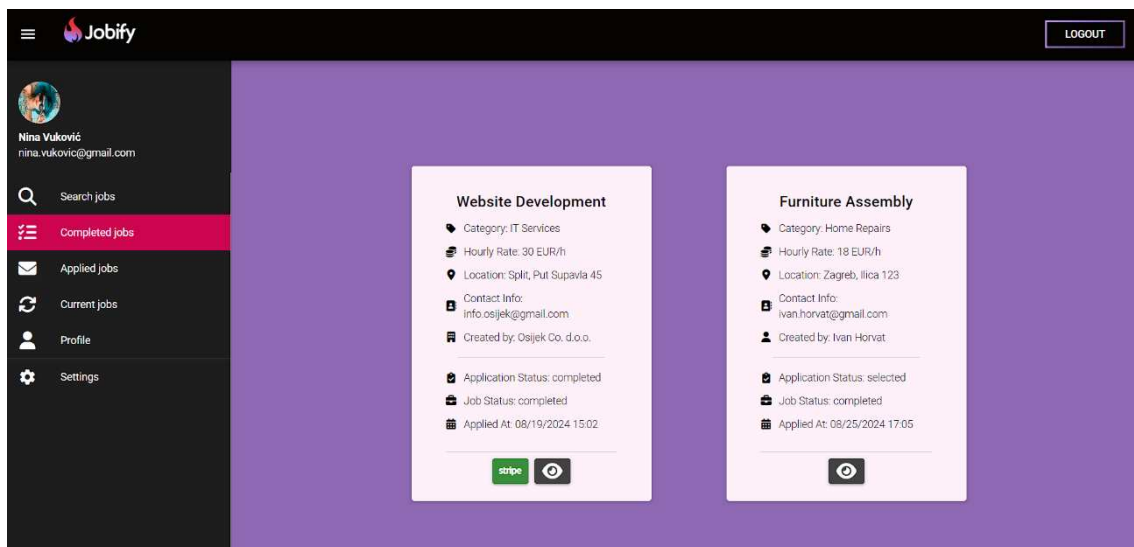 Jobify
LOGOUT
Nina Vuković
nina.vukovic@gmail.com
Search jobs
Completed jobs
Applied jobs
Current jobs
Profile
Settings
Website Development
Category: IT Services
Hourly Rate: 30 EUR/h
Location: Split, Put Supavla 45
Contact Info:
info.osijek@gmail.com
Created by: Osijek Co. d.o.o.
Application Status: completed
Job Status: completed
Applied At: 08/19/2024 15:02
stripe
Furniture Assembly
Category: Home Repairs
Hourly Rate: 18 EUR/h
Location: Zagreb, Ilica 123
Contact Info:
ivan.horvat@gmail.com
Created by: Ivan Horvat
Application Status: selected
Job Status: completed
Applied At: 08/25/2024 17:05